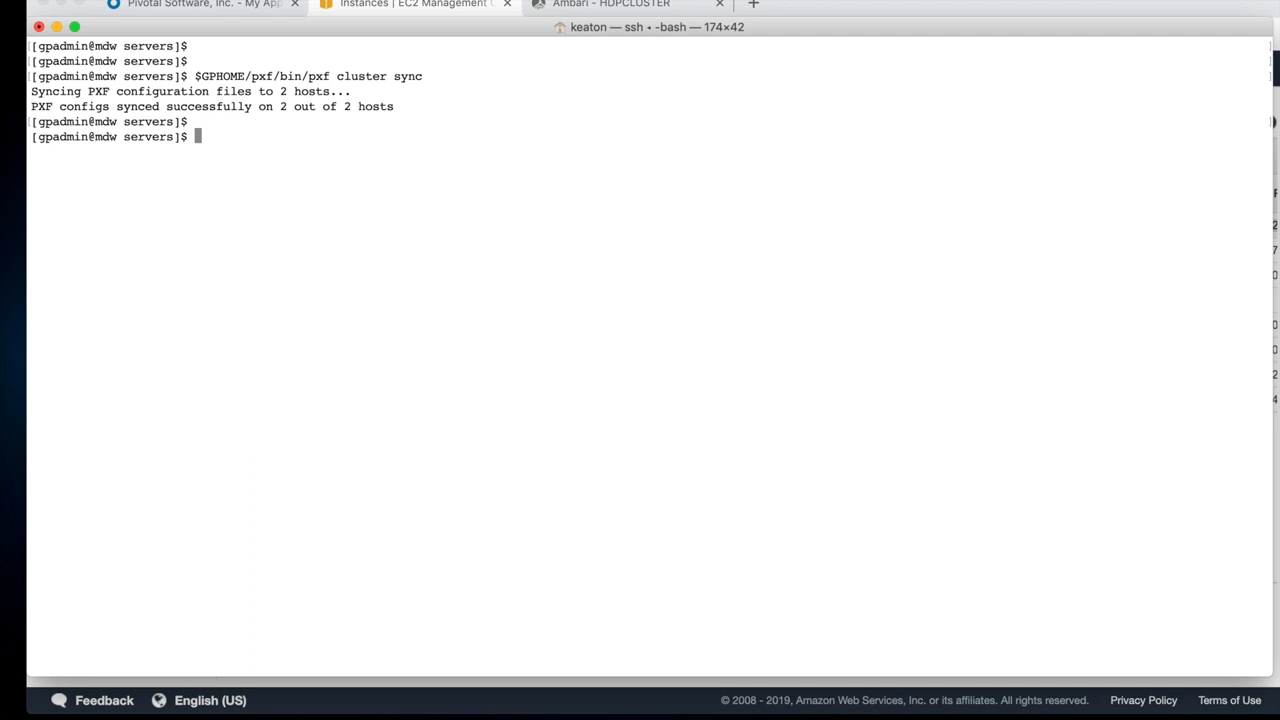 Pivotal Software, Inc. - My App
Instances | EC2 Management C
Ambari - HDPCLUSTER
keaton — ssh ◂ -bash — 174×42
[gpadmin@mdw servers]$
[gpadmin@mdw servers]$
[gpadmin@mdw servers]$ $GPHOME/pxf/bin/pxf cluster sync
Syncing PXF configuration files to 2 hosts...
PXF configs synced successfully on 2 out of 2 hosts
[gpadmin@mdw servers]$
[gpadmin@mdw servers]$
Feedback English (US) © 2008 - 2019, Amazon Web Services, Inc. or its affiliates. All rights reserved. Privacy Policy Terms of Use